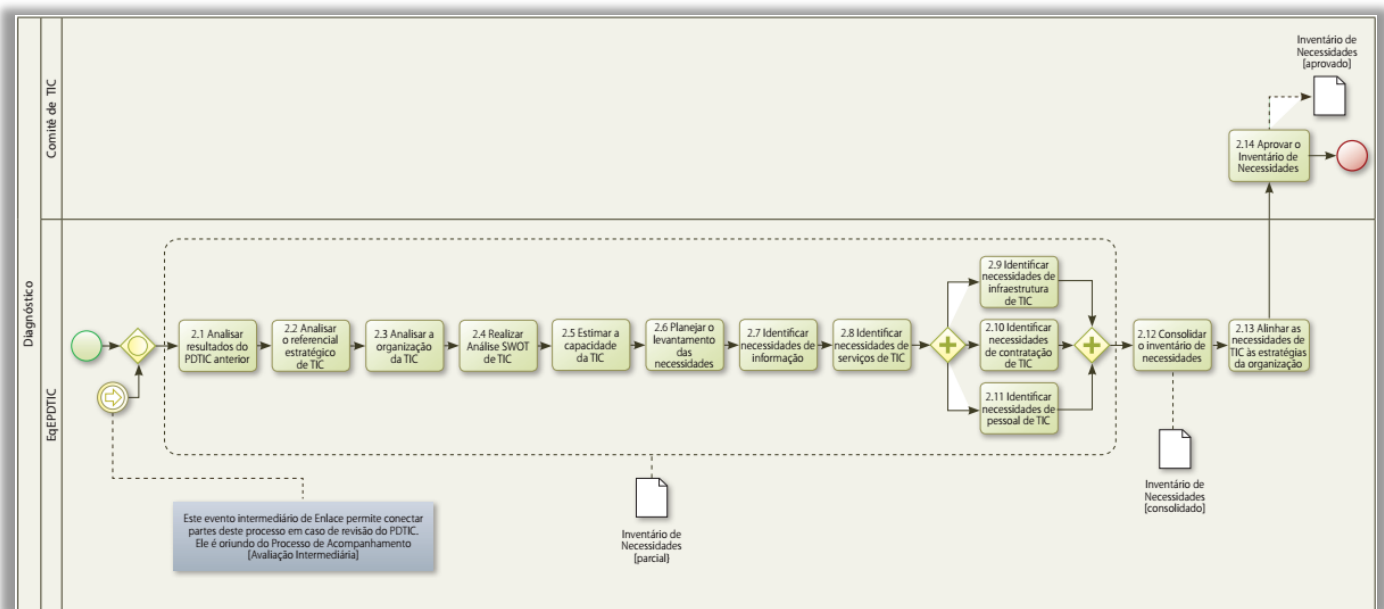 Diagnóstico
Comitê de TIC
Inventário de
Necessidades
[aprovado]
2.14 Aprovar o
Inventário de
Necessidades
EqEPDTIC
2.1 Analisar
resultados do
PDTIC anterior
2.2 Analisar
o referencial
estratégico
de TIC
2.3 Analisar a
organização
da TIC
2.4 Realizar
Análise SWOT
de TIC
2.5 Estimar a
capacidade
da TIC
2.6 Planejar o
levantamento
das
necessidades
2.7 Identificar
necessidades de
informação
2.8 Identificar
necessidades de
serviços de TIC
2.9 Identificar
necessidades de
infraestrutura
de TIC
2.10 Identificar
necessidades
de contratação
de TIC
2.11 Identificar
necessidades de
pessoal de TIC
2.12 Consolidar
o inventário de
necessidades
2.13 Alinhar as
necessidades de
TIC às estratégias
da organização
Este evento intermediário de Enlace permite conectar
partes deste processo em caso de revisão do PDTIC.
Ele é oriundo do Processo de Acompanhamento
[Avaliação Intermediária]
Inventário de
Necessidades
[parcial}
Inventário de
Necessidades
[consolidado]